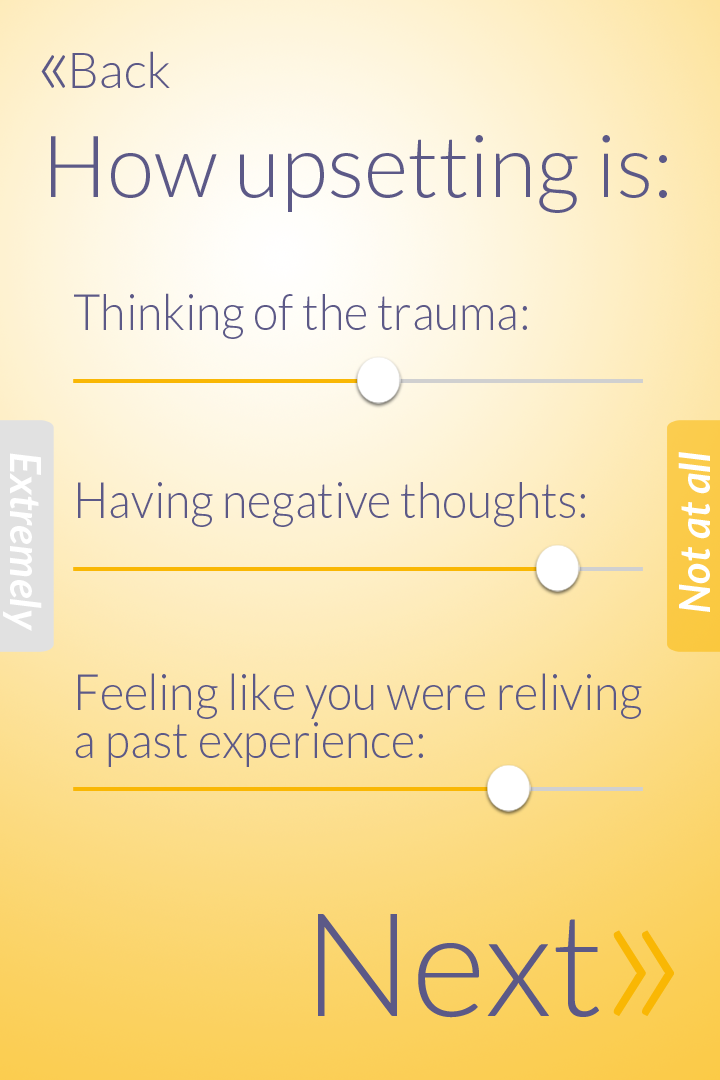 «Back
How upsetting is:
Thinking of the trauma:
Extremely
Not at all
Having negative thoughts:
Feeling like you were reliving
a past experience:
Next»